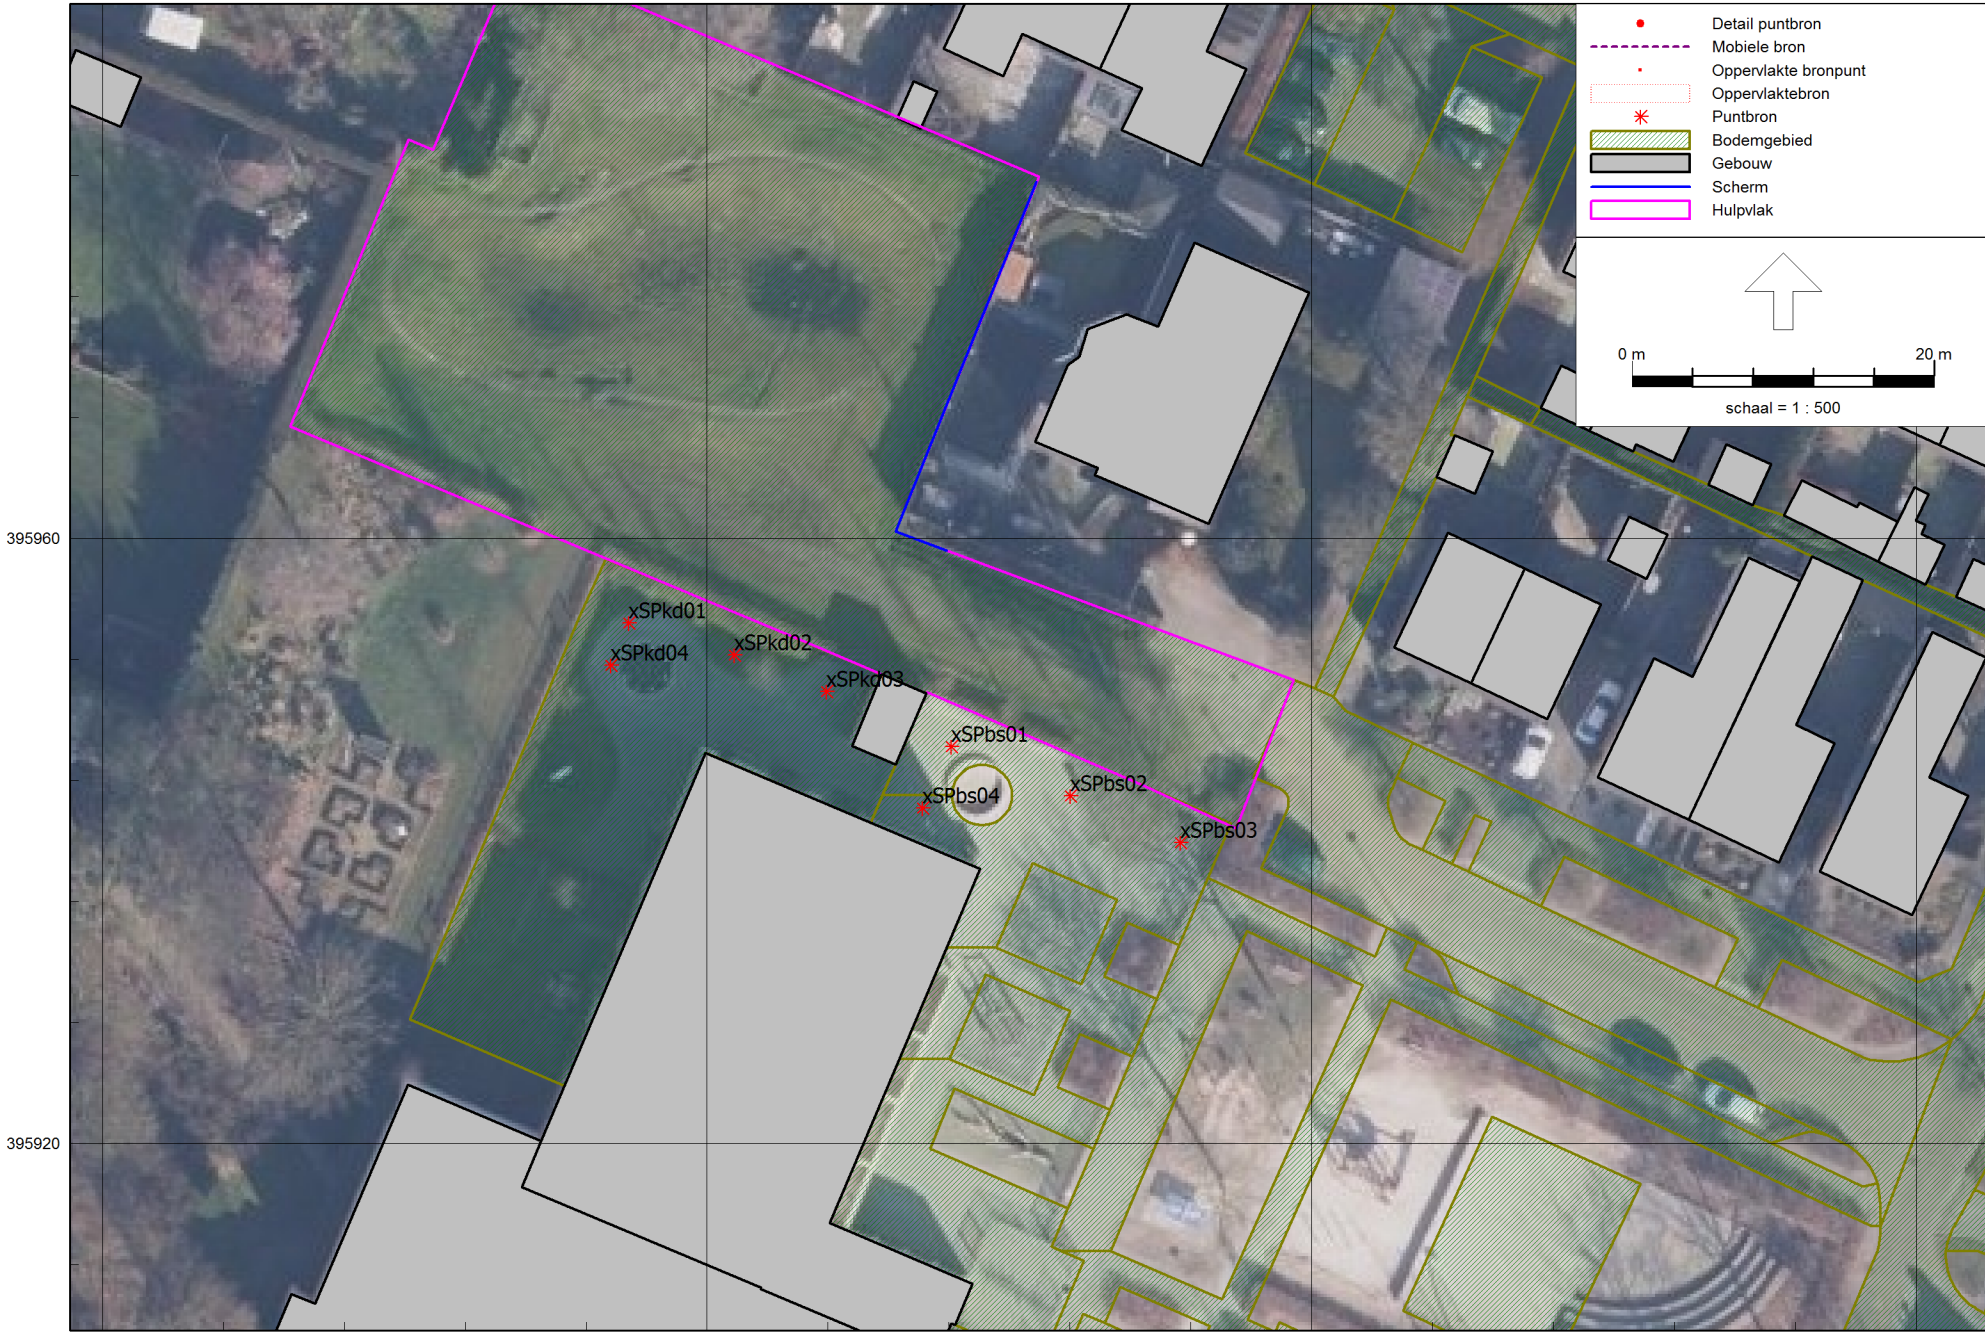 Detail puntbron
Mobiele bron
Oppervlakte bronpunt
Oppervlaktebron
Puntbron
Bodemgebied
Gebouw
Scherm
Hulpvlak
0 m 20 m
schaal = 1 : 500
395960
xSPkd01
xSPkd02
xSPkd04
xSPkd03
xSPbs01
xSPbs02
xSPbs04
xSPbs03
395920